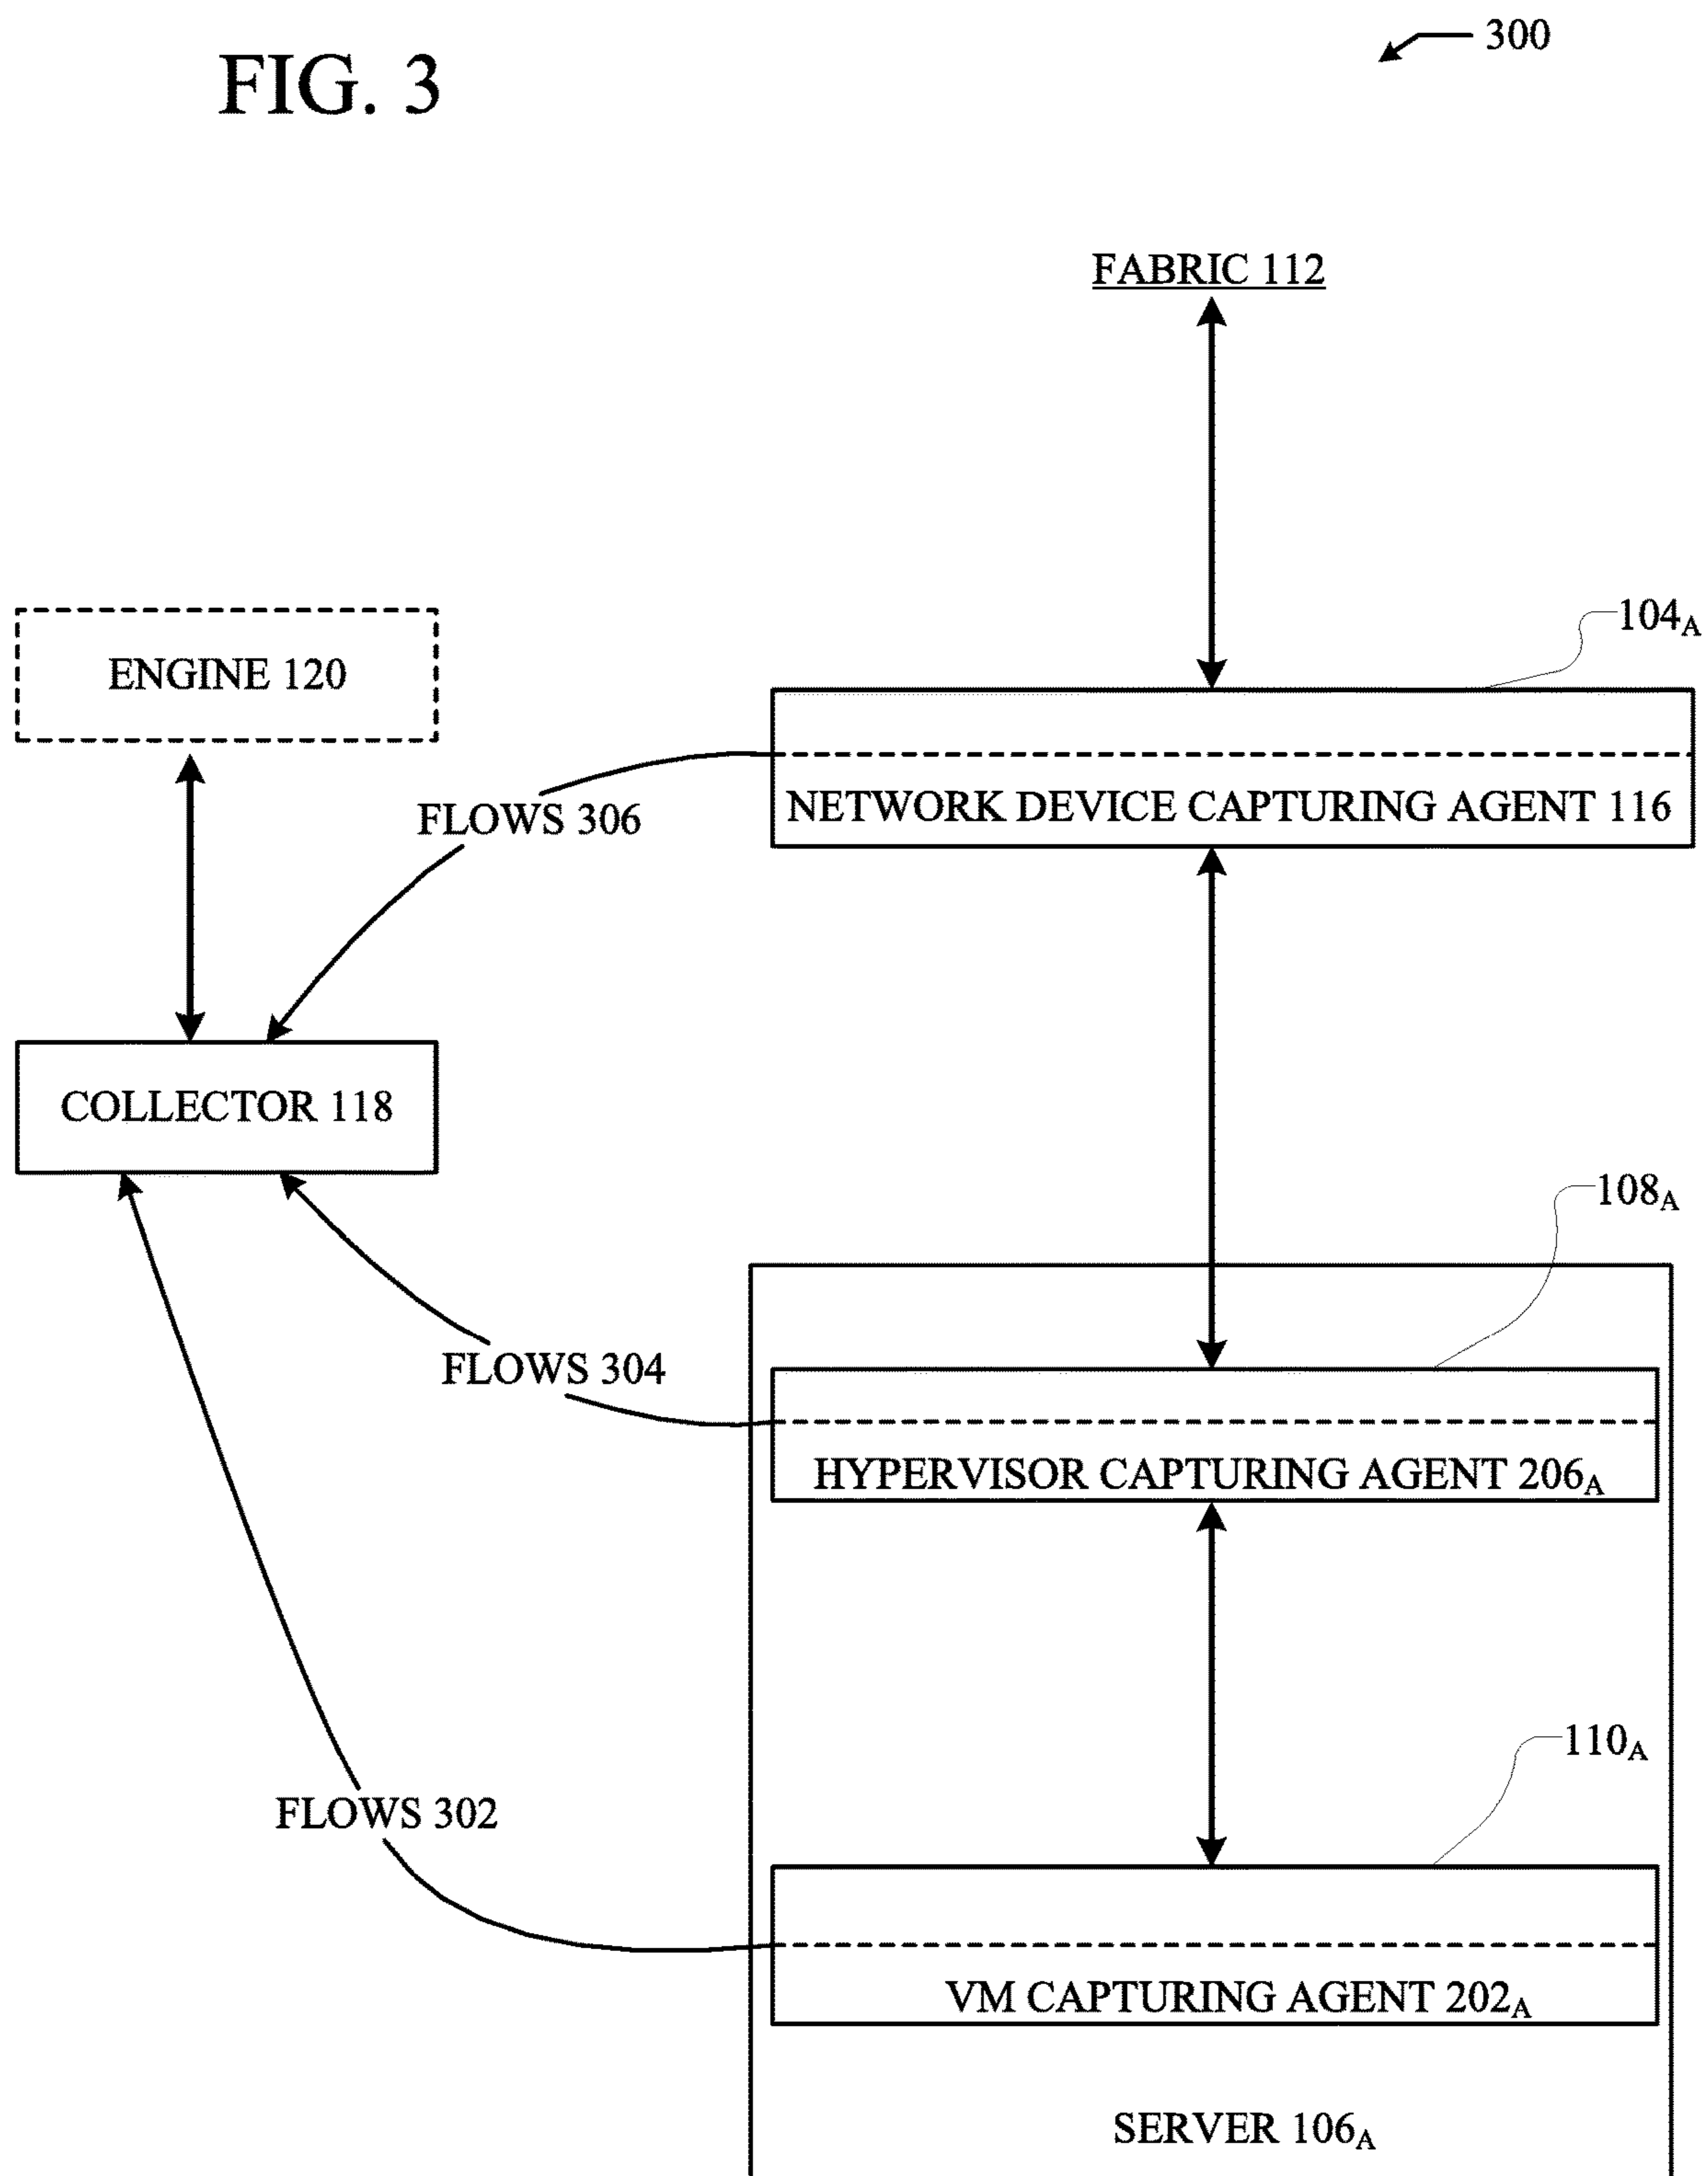 FIG. 3
300
FABRIC 112
104A
ENGINE 120
NETWORK DEVICE CAPTURING AGENT 116
FLOWS 306
COLLECTOR 118
108A
FLOWS 304
HYPERVISOR CAPTURING AGENT 206A
110A
FLOWS 302
VM CAPTURING AGENT 202A
SERVER 106A